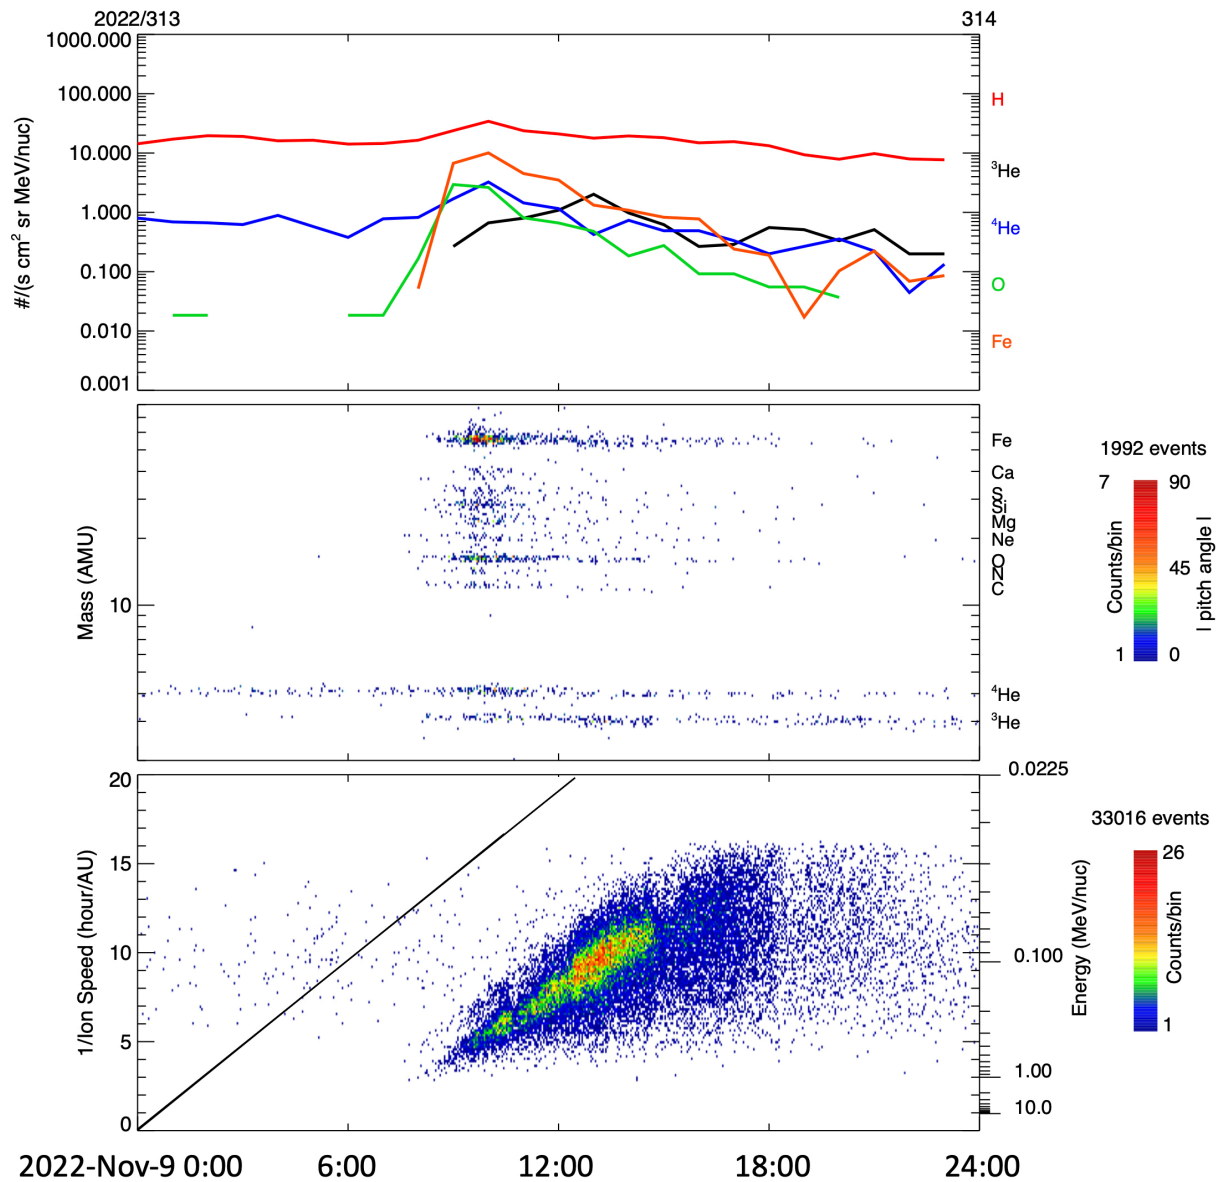 2022/313 314
1000.000
100.000
10.000
1.000
0.100
0.010
0.001
#/(s cm² sr MeV/nuc)
H
³He
⁴He
O
Fe
Mass (AMU)
10
Fe
Ca
S
Si
Mg
Ne
O
N
C
⁴He
³He
1992 events
7 90
45
1 0
Counts/bin
| pitch angle |
1/Ion Speed (hour/AU)
20
15
10
5
0
0.0225
0.100
1.00
10.0
Energy (MeV/nuc)
33016 events
26
1
Counts/bin
2022-Nov-9 0:00 6:00 12:00 18:00 24:00